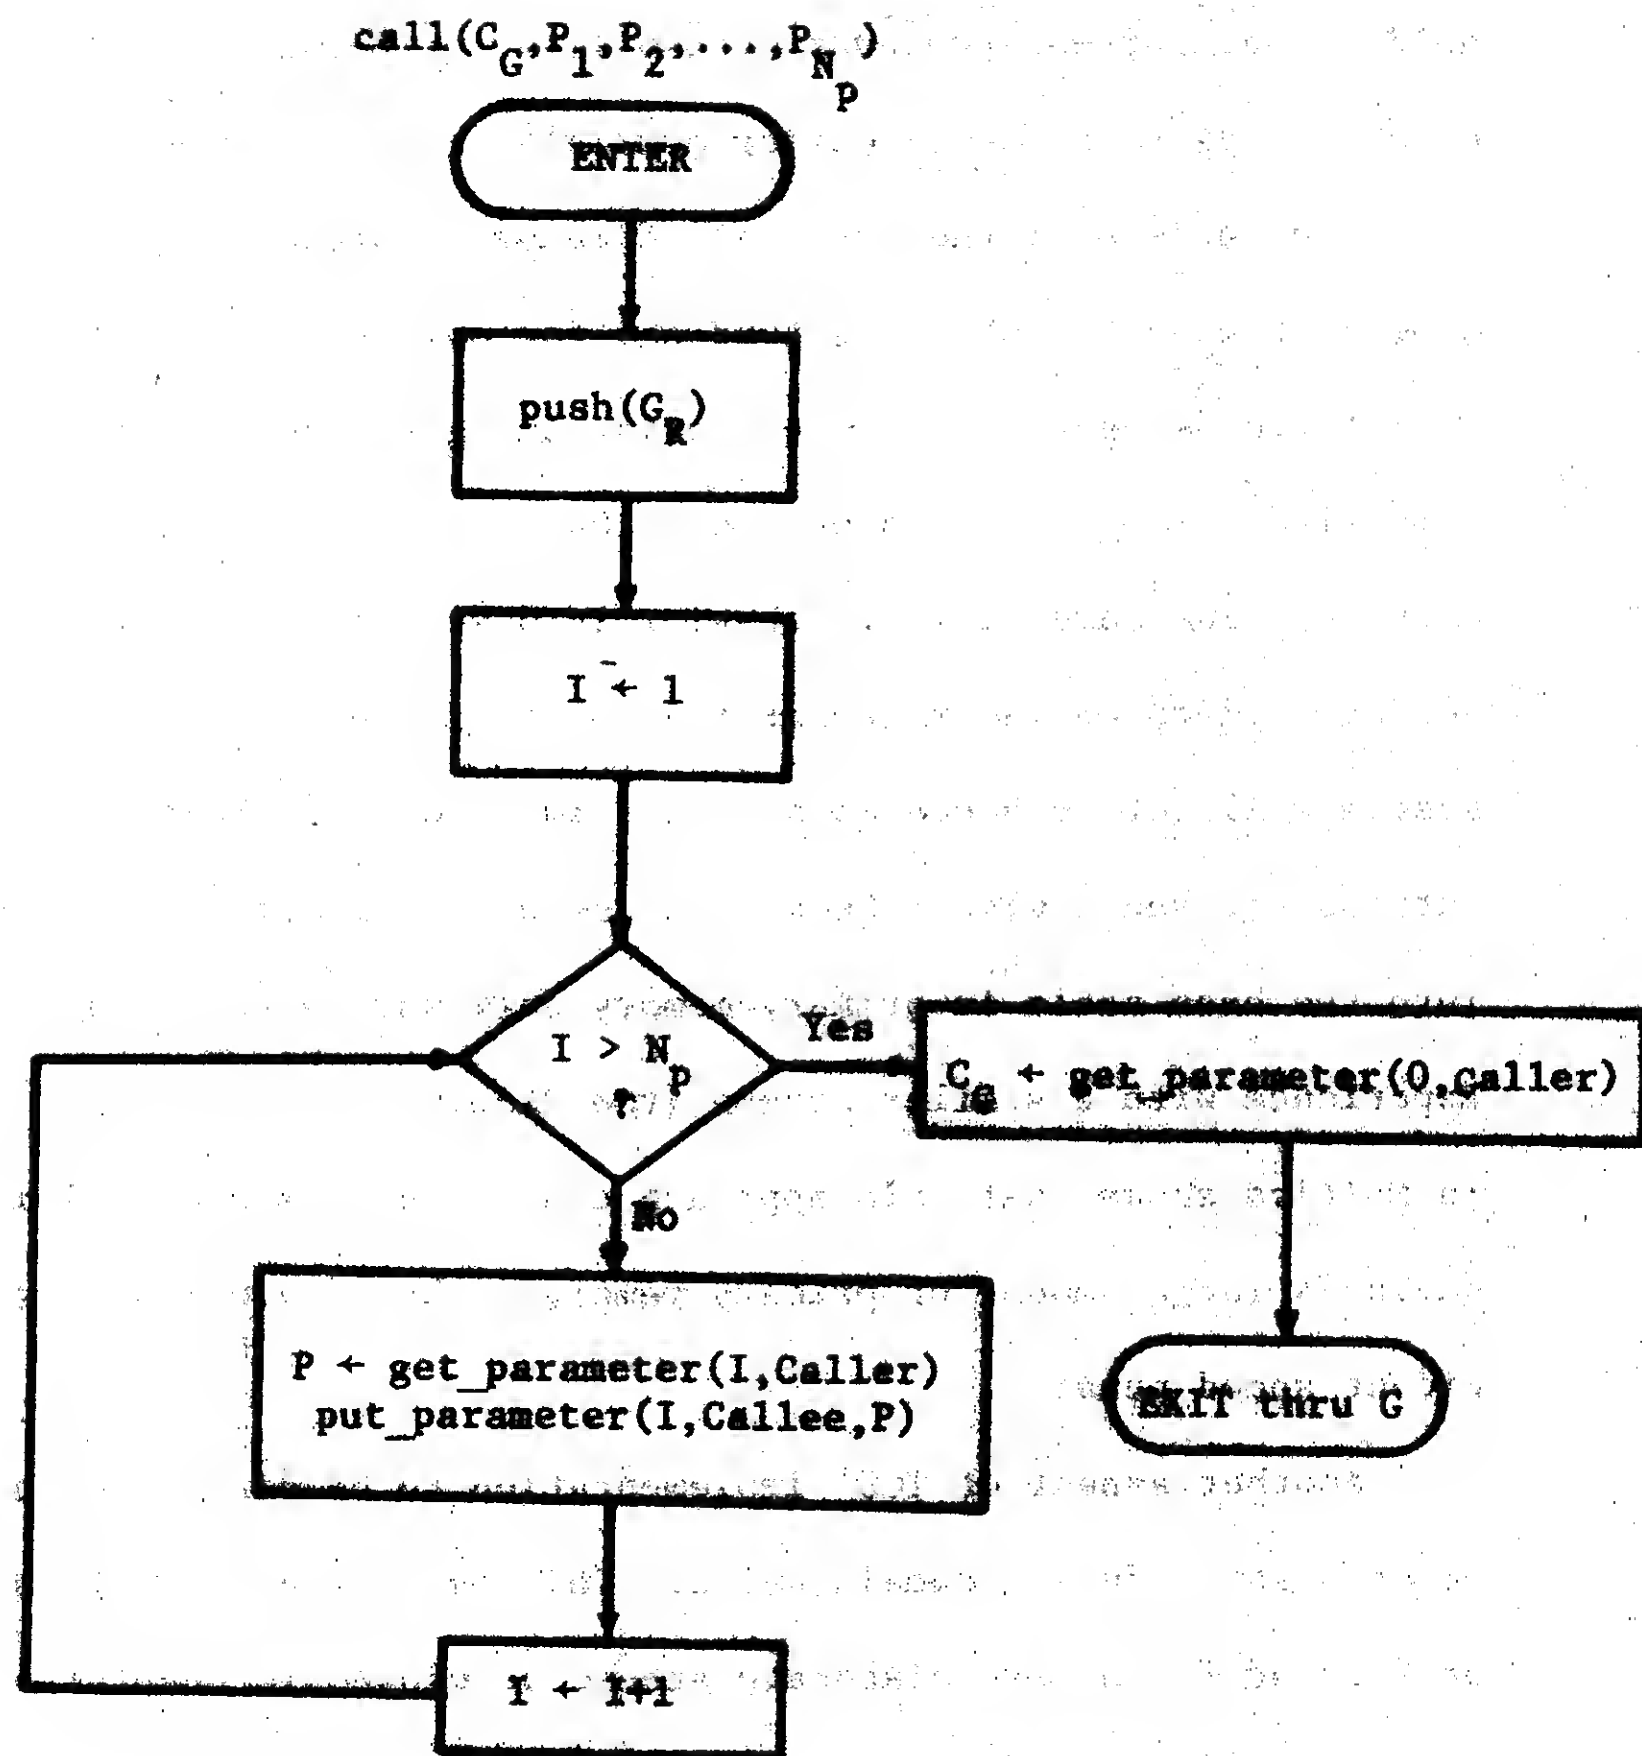 call(C_G,P_1,P_2,...,P_N_p)
ENTER
push(G_R)
I ← 1
I > N_p
?
Yes
C_G ← get_parameter(0,Caller)
No
P ← get_parameter(I,Caller)
put_parameter(I,Callee,P)
EXIT thru G
I ← I+1